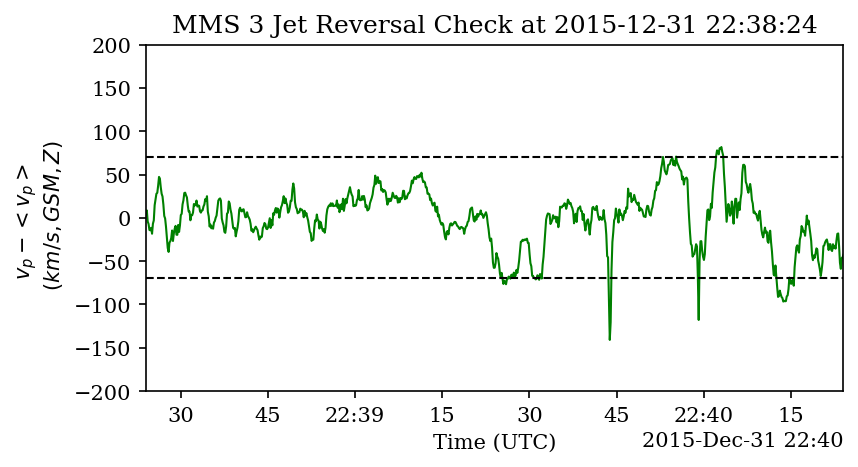 MMS 3 Jet Reversal Check at 2015-12-31 22:38:24
v_p - < v_p >
(km/s, GSM, Z)
200
150
100
50
0
−50
−100
−150
−200
30 45 22:39 15 30 45 22:40 15
Time (UTC)
2015-Dec-31 22:40